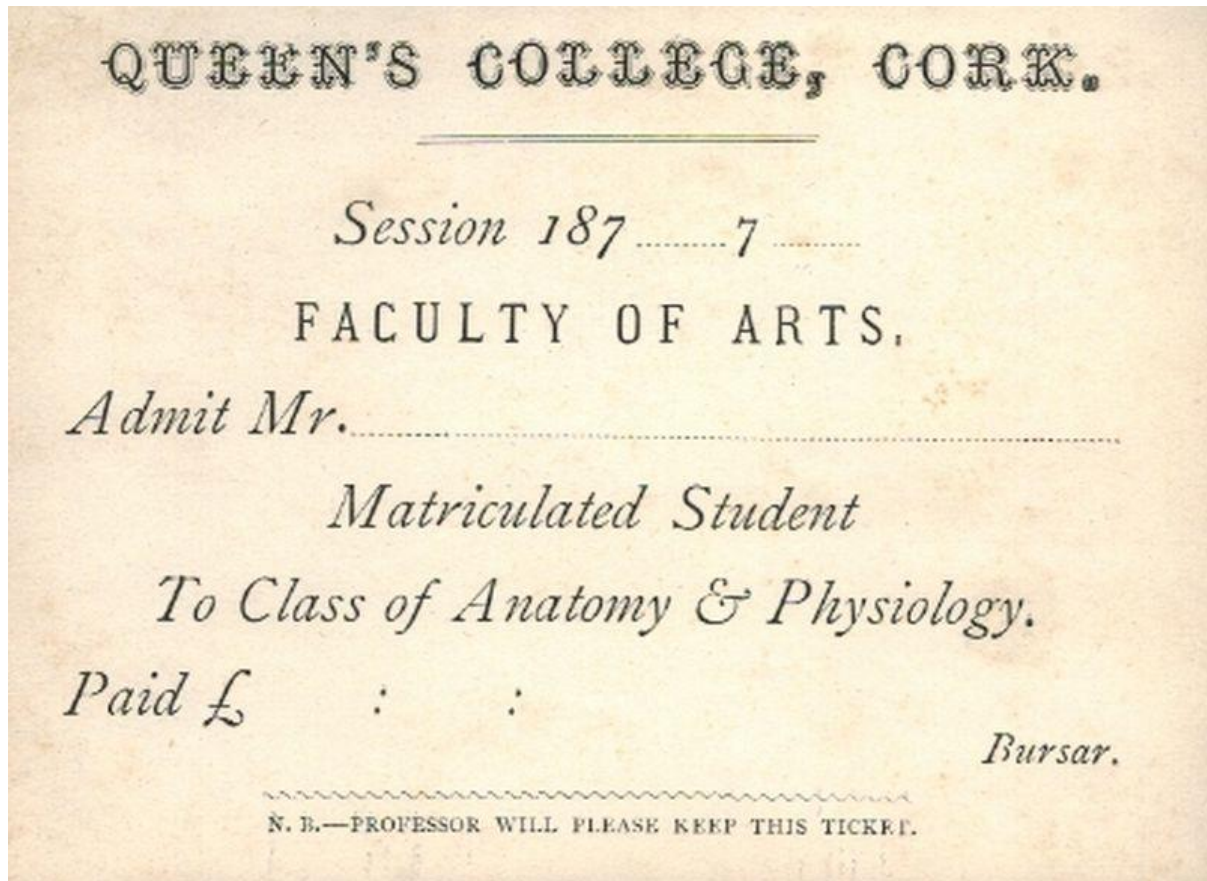 QUEEN'S COLLEGE, CORK.
Session 187......7......
FACULTY OF ARTS.
Admit Mr.......................................
Matriculated Student
To Class of Anatomy & Physiology.
Paid £ : :
Bursar.
N. B.—PROFESSOR WILL PLEASE KEEP THIS TICKET.